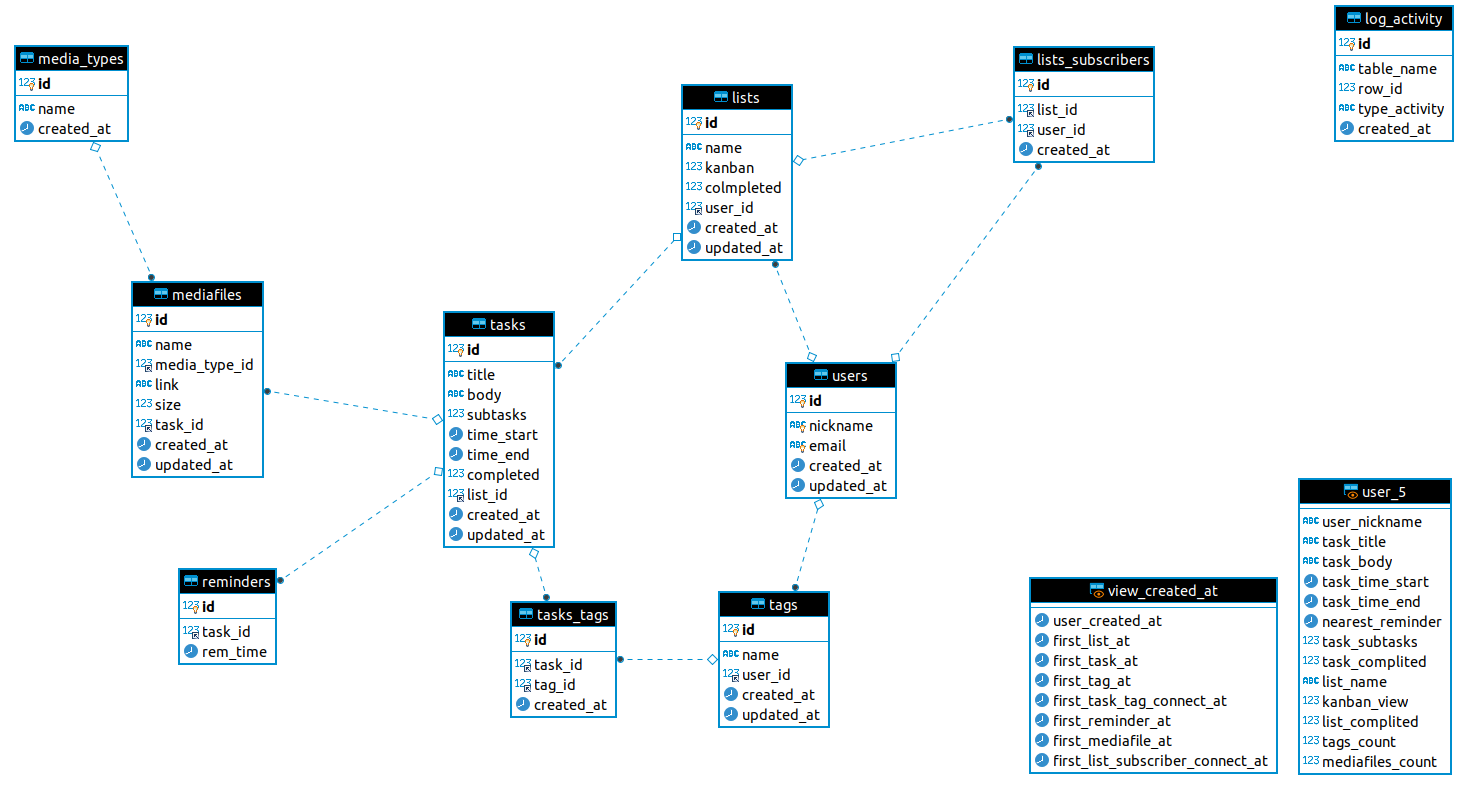 media_types
123 id
ABC name
created_at
mediafiles
123 id
ABC name
123 media_type_id
ABC link
123 size
123 task_id
created_at
updated_at
reminders
123 id
123 task_id
rem_time
tasks
123 id
ABC title
ABC body
123 subtasks
time_start
time_end
123 completed
123 list_id
created_at
updated_at
tasks_tags
123 id
123 task_id
123 tag_id
created_at
lists
123 id
ABC name
123 kanban
123 colmpleted
123 user_id
created_at
updated_at
users
123 id
ABC nickname
ABC email
created_at
updated_at
tags
123 id
ABC name
123 user_id
created_at
updated_at
lists_subscribers
123 id
123 list_id
123 user_id
created_at
log_activity
123 id
ABC table_name
123 row_id
ABC type_activity
created_at
view_created_at
user_created_at
first_list_at
first_task_at
first_tag_at
first_task_tag_connect_at
first_reminder_at
first_mediafile_at
first_list_subscriber_connect_at
user_5
ABC user_nickname
ABC task_title
ABC task_body
task_time_start
task_time_end
nearest_reminder
123 task_subtasks
123 task_complited
ABC list_name
123 kanban_view
123 list_complited
123 tags_count
123 mediafiles_count